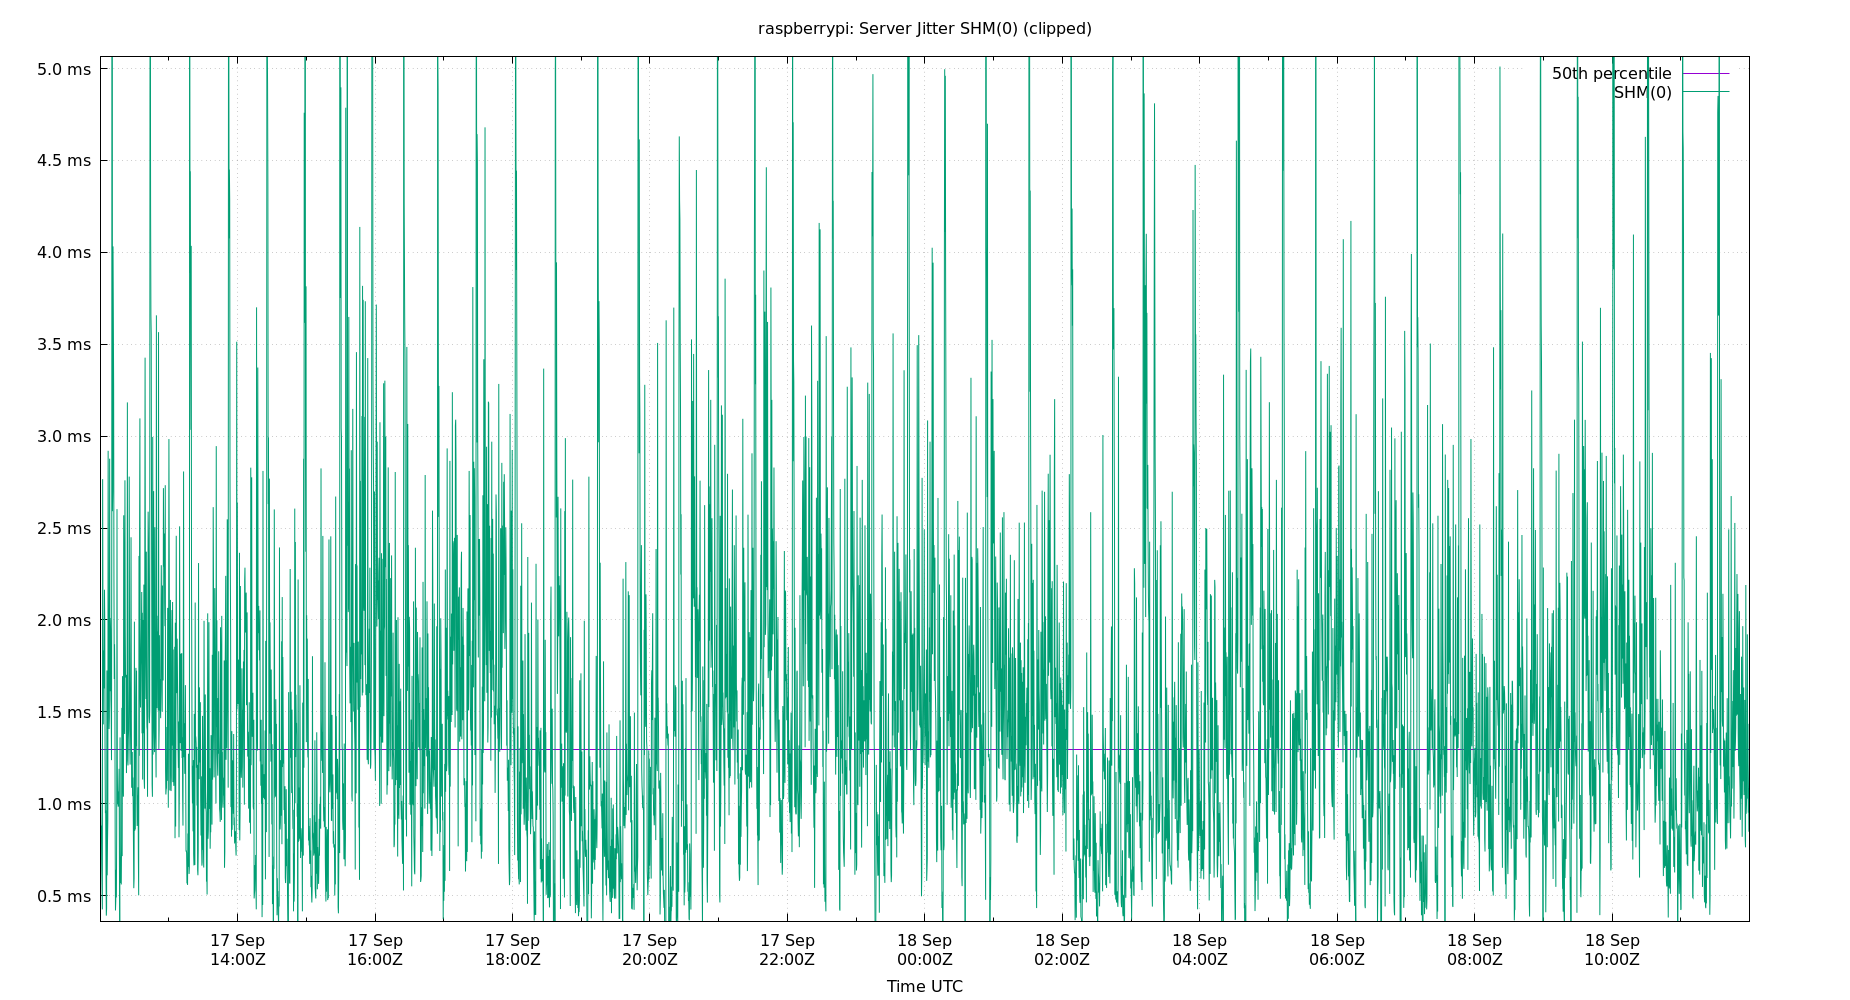 raspberrypi: Server Jitter SHM(0) (clipped)
5.0 ms
50th percentile
SHM(0)
4.5 ms
4.0 ms
3.5 ms
3.0 ms
2.5 ms
2.0 ms
1.5 ms
1.0 ms
0.5 ms
17 Sep 17 Sep 17 Sep 17 Sep 17 Sep 18 Sep 18 Sep 18 Sep 18 Sep 18 Sep 18 Sep
14:00Z 16:00Z 18:00Z 20:00Z 22:00Z 00:00Z 02:00Z 04:00Z 06:00Z 08:00Z 10:00Z
Time UTC